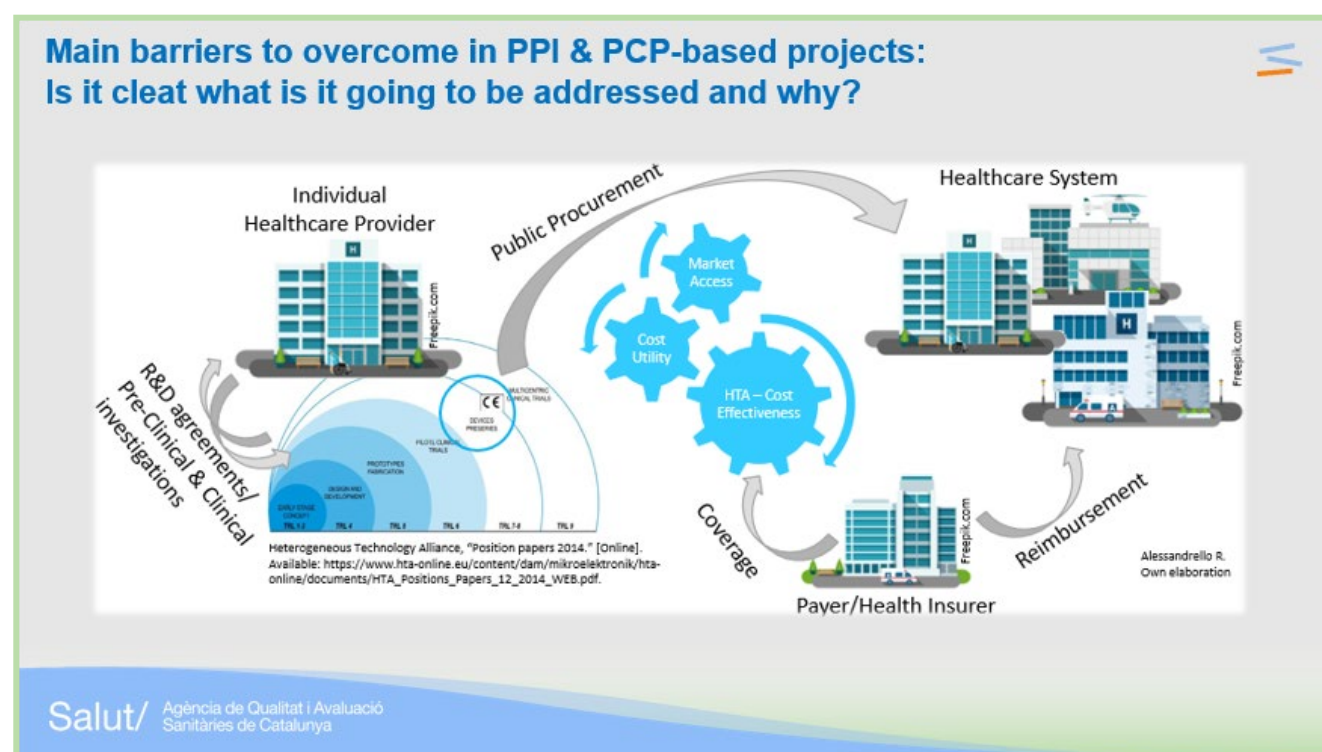 Main barriers to overcome in PPI & PCP-based projects:
Is it cleat what is it going to be addressed and why?
Individual
Healthcare Provider
Freepik.com
R&D agreements/
Pre-Clinical & Clinical
investigations
Public Procurement
MULTICENTRIC
CLINICAL TRIALS
CE
DEVICES
PRESERIES
PILOT CLINICAL
TRIALS
PROTOTYPES
FABRICATION
DESIGN AND
DEVELOPMENT
EARLY STAGE
CONCEPT
TRL 1-3
TRL 4
TRL 5
TRL 6
TRL 7-8
TRL 9
Heterogeneous Technology Alliance, “Position papers 2014.” [Online].
Available: https://www.hta-online.eu/content/dam/mikroelektronik/hta-
online/documents/HTA_Positions_Papers_12_2014_WEB.pdf.
Market
Access
Cost
Utility
HTA – Cost
Effectiveness
Healthcare System
H
Freepik.com
Coverage
Freepik.com
Payer/Health Insurer
Reimbursement
Alessandrello R.
Own elaboration
Salut/
Agència de Qualitat i Avaluació
Sanitàries de Catalunya